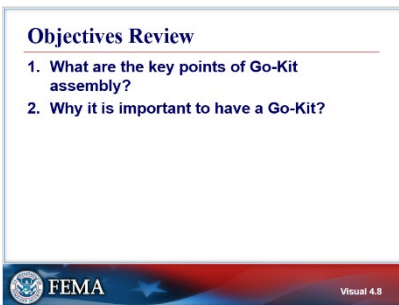 Objectives Review
1. What are the key points of Go-Kit
assembly?
2. Why it is important to have a Go-Kit?
FEMA
Visual 4.8